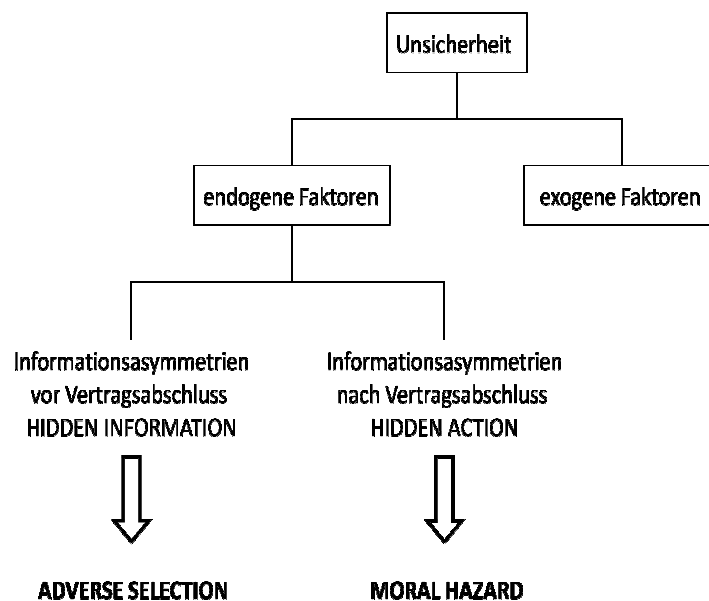 Unsicherheit
endogene Faktoren
exogene Faktoren
Informationsasymmetrien
vor Vertragsabschluss
HIDDEN INFORMATION
Informationsasymmetrien
nach Vertragsabschluss
HIDDEN ACTION
ADVERSE SELECTION
MORAL HAZARD